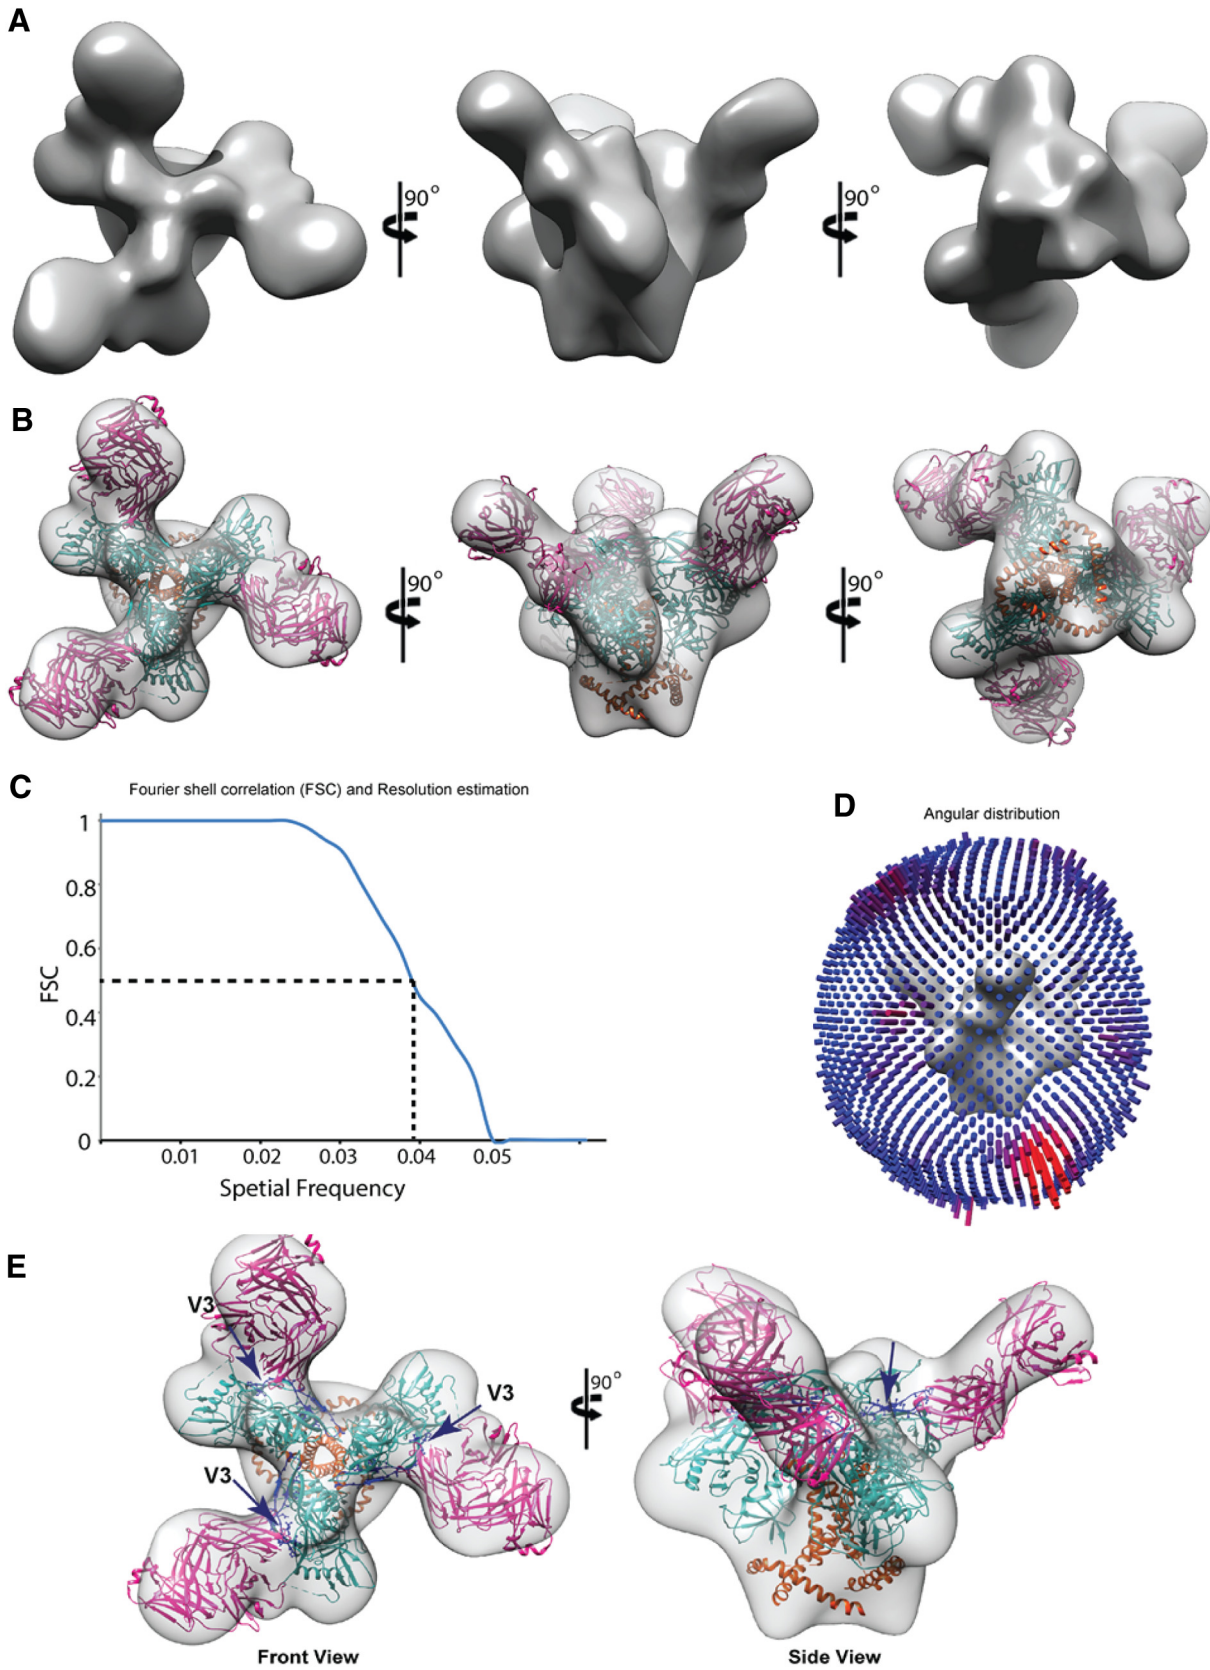 A
90°
90°
B
90°
90°
C
Fourier shell correlation (FSC) and Resolution estimation
1
0.8
0.6
0.4
0.2
0
FSC
0.01
0.02
0.03
0.04
0.05
Spetial Frequency
D
Angular distribution
E
V3
V3
V3
90°
Front View
Side View